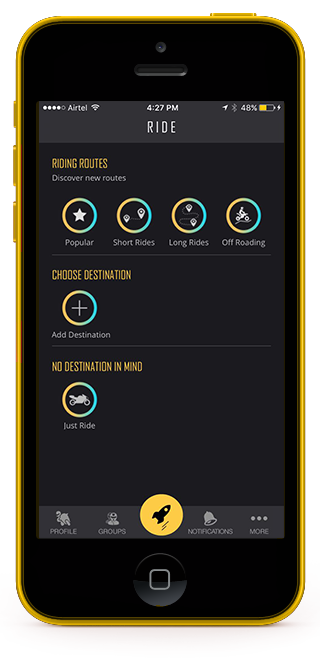 Airtel 4:27 PM 48%
RIDE
RIDING ROUTES
Discover new routes
Popular Short Rides Long Rides Off Roading
CHOOSE DESTINATION
Add Destination
NO DESTINATION IN MIND
Just Ride
PROFILE GROUPS NOTIFICATIONS MORE